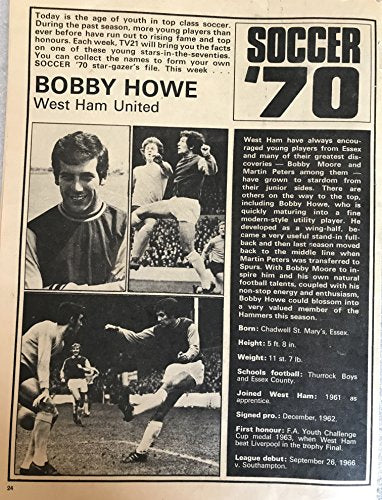 Today is the age of youth in top class soccer.
During the past season, more young players than
ever before have run out to rising fame and top
honours. Each week, TV21 will bring you the facts
on one of these young stars-in-the-seventies.
You can collect the names to form your own
SOCCER '70 star-gazer's file. This week . . .
SOCCER
'70
BOBBY HOWE
West Ham United
West Ham have always encou-
raged young players from Essex
and many of their greatest dis-
coveries — Bobby Moore and
Martin Peters among them —
have grown to stardom from
their junior sides. There are
others on the way to the top,
including Bobby Howe, who is
quickly maturing into a fine
modern-style utility player. He
developed as a wing-half, be-
came a very useful stand-in full-
back and then last season moved
back to the middle line when
Martin Peters was transferred to
Spurs. With Bobby Moore to ins-
pire him and his own natural
football talents, coupled with his
non-stop energy and enthusiasm,
Bobby Howe could blossom into
a very valued member of the
Hammers this season. . .
Born: Chadwell St. Mary's, Essex.
Height: 5 ft. 8 in.
Weight: 11 st. 7 lb.
Schools football: Thurrock Boys
and Essex County.
Joined West Ham: 1961 as
apprentice.
Signed pro.: December, 1962.
First honour: F.A. Youth Challenge
Cup medal 1963, when West Ham
beat Liverpool in the trophy Final.
League debut: September 26, 1966
v. Southampton.
24